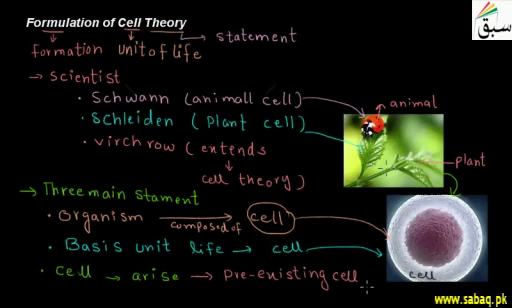 Formulation of Cell Theory
statement
formation unit of life
→ Scientist
سبق
• Schwann (animall cell)
animal
• Schleiden (Plant cell)
• Virchrow (extends
cell theory)
plant
→ Three main stament
• Organism composed of → cell
• Basis unit life → cell
• cell → arise → Pre-existing cell
cell
www.sabaq.pk